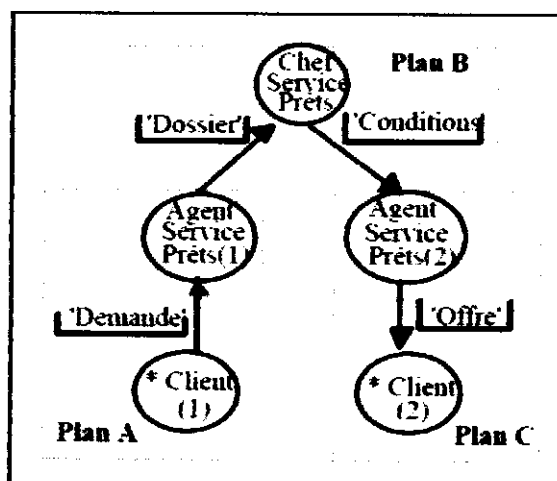 Chef
Service
Prêts
Plan B
'Dossier'
'Conditions
Agent
Service
Prêts(1)
Agent
Service
Prêts(2)
'Demande'
'Offre'
* Client
(1)
* Client
(2)
Plan A
Plan C